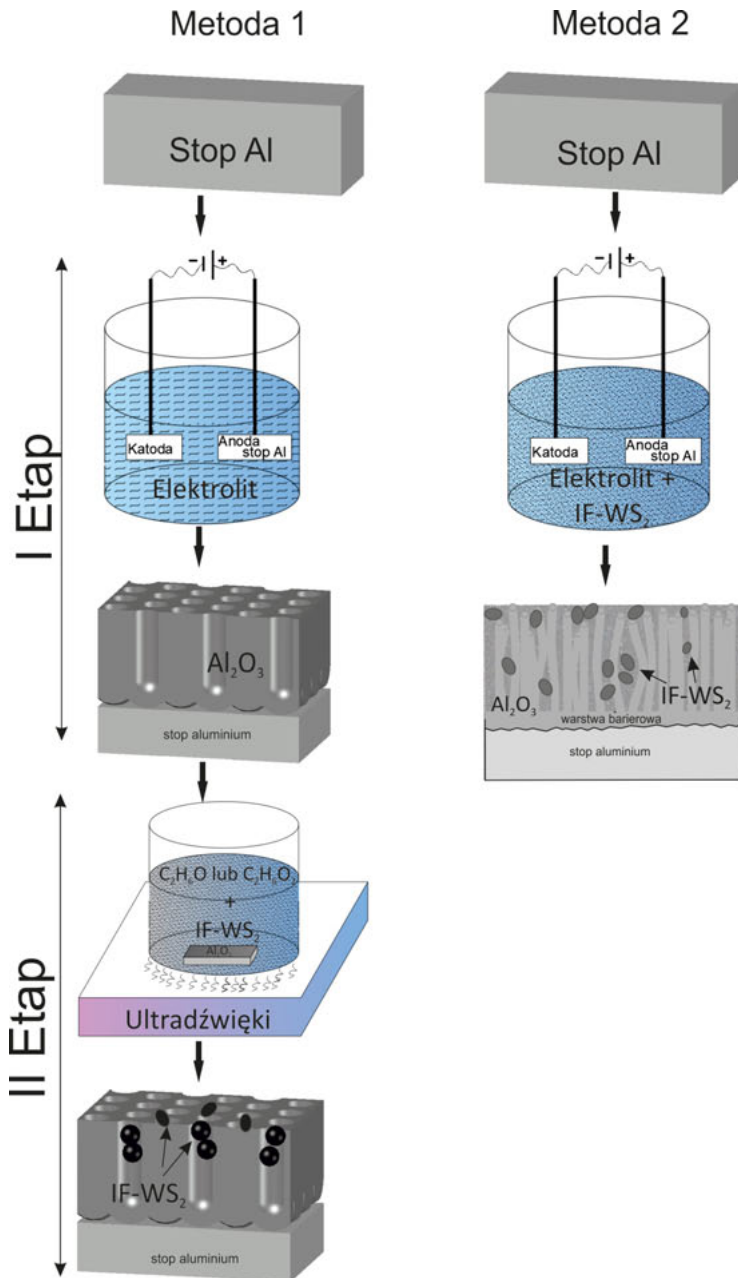 Metoda 1
Stop Al
I Etap
− +
Katoda
Anoda
stop Al
Elektrolit
Al₂O₃
stop aluminium
II Etap
C₂H₆O lub C₂H₆O₂
+
IF-WS₂
Al₂O₃
Ultradźwięki
IF-WS₂
stop aluminium
Metoda 2
Stop Al
− +
Katoda
Anoda
stop Al
Elektrolit +
IF-WS₂
Al₂O₃
IF-WS₂
warstwa barierowa
stop aluminium